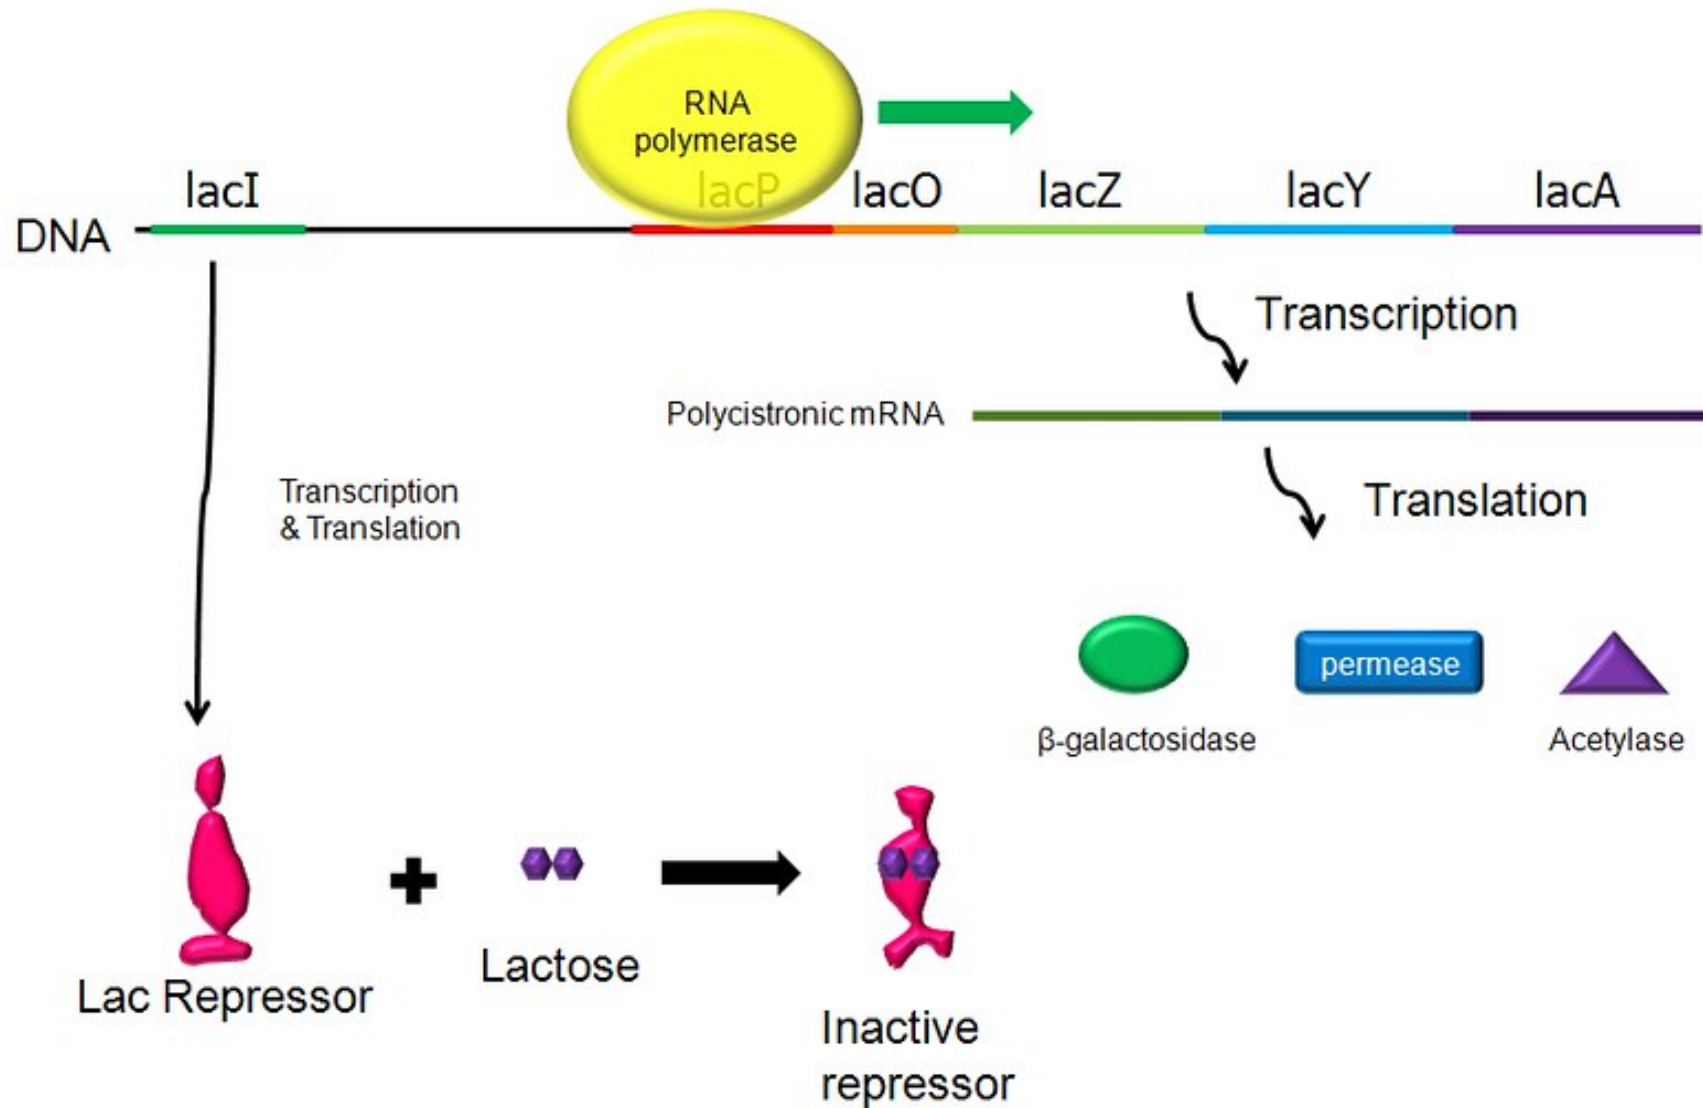 RNA
polymerase
lacI
lacP
lacO
lacZ
lacY
lacA
DNA
Transcription
Polycistronic mRNA
Transcription
& Translation
Translation
permease
β-galactosidase
Acetylase
Lac Repressor
Lactose
Inactive
repressor